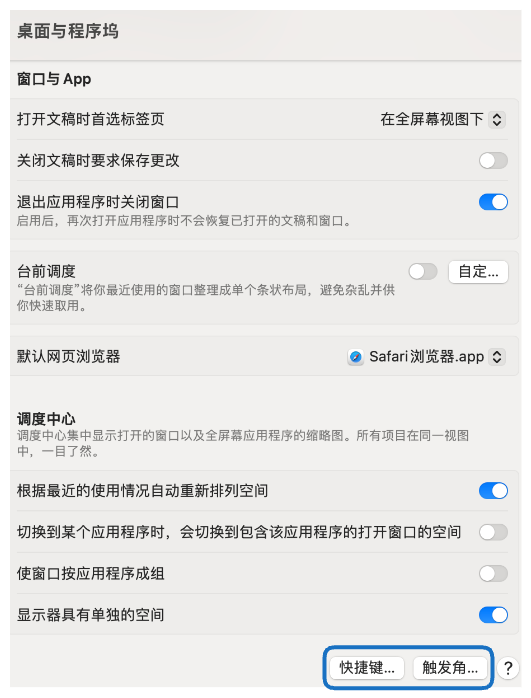 桌面与程序坞
窗口与App
打开文稿时首选标签页 在全屏幕视图下
关闭文稿时要求保存更改
退出应用程序时关闭窗口
启用后，再次打开应用程序时不会恢复已打开的文稿和窗口。
台前调度 自定...
“台前调度”将你最近使用的窗口整理成单个条状布局，避免杂乱并供
你快速取用。
默认网页浏览器 Safari浏览器.app
调度中心
调度中心集中显示打开的窗口以及全屏幕应用程序的缩略图。所有项目在同一视图
中，一目了然。
根据最近的使用情况自动重新排列空间
切换到某个应用程序时，会切换到包含该应用程序的打开窗口的空间
使窗口按应用程序成组
显示器具有单独的空间
快捷键... 触发角... ?